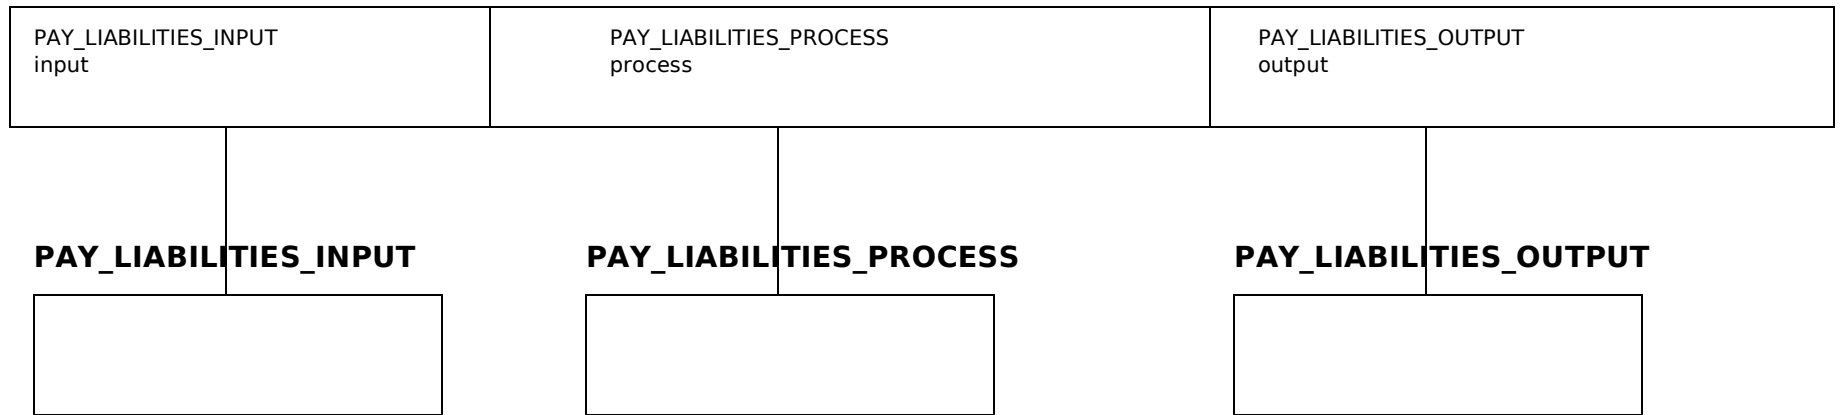 PAY_LIABILITIES_INPUT
input
PAY_LIABILITIES_PROCESS
process
PAY_LIABILITIES_OUTPUT
output
PAY_LIABILITIES_INPUT
PAY_LIABILITIES_PROCESS
PAY_LIABILITIES_OUTPUT